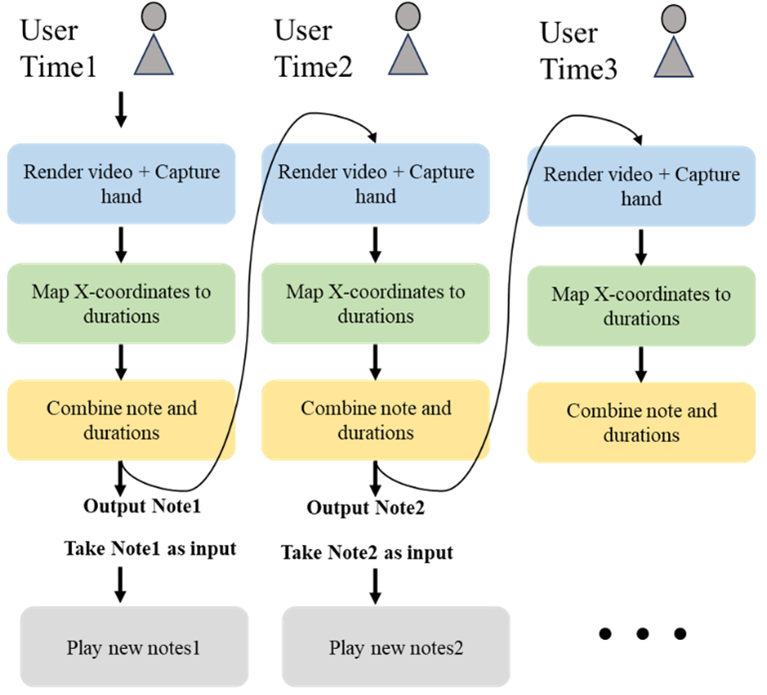 User
Time1
User
Time2
User
Time3
Render video + Capture
hand
Render video + Capture
hand
Render video + Capture
hand
Map X-coordinates to
durations
Map X-coordinates to
durations
Map X-coordinates to
durations
Combine note and
durations
Combine note and
durations
Combine note and
durations
Output Note1
Output Note2
Take Note1 as input
Take Note2 as input
Play new notes1
Play new notes2